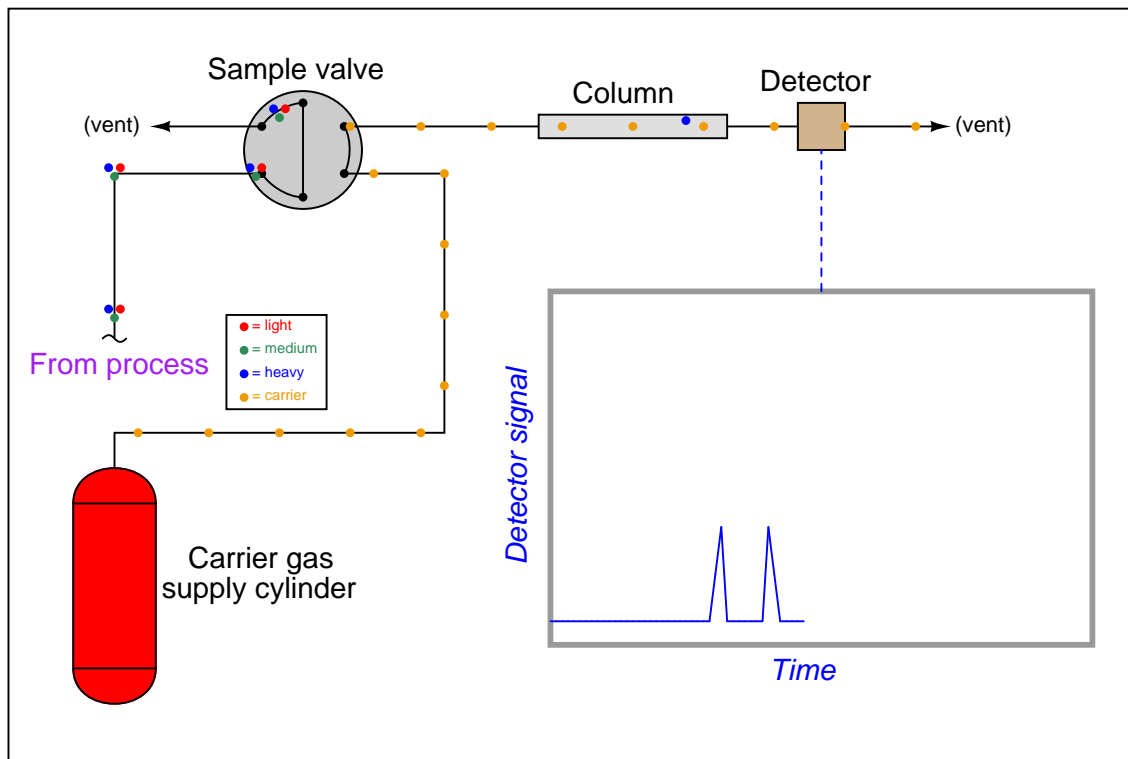 Sample valve
Column
Detector
(vent)
(vent)
= light
= medium
= heavy
= carrier
From process
Detector signal
Carrier gas
supply cylinder
Time